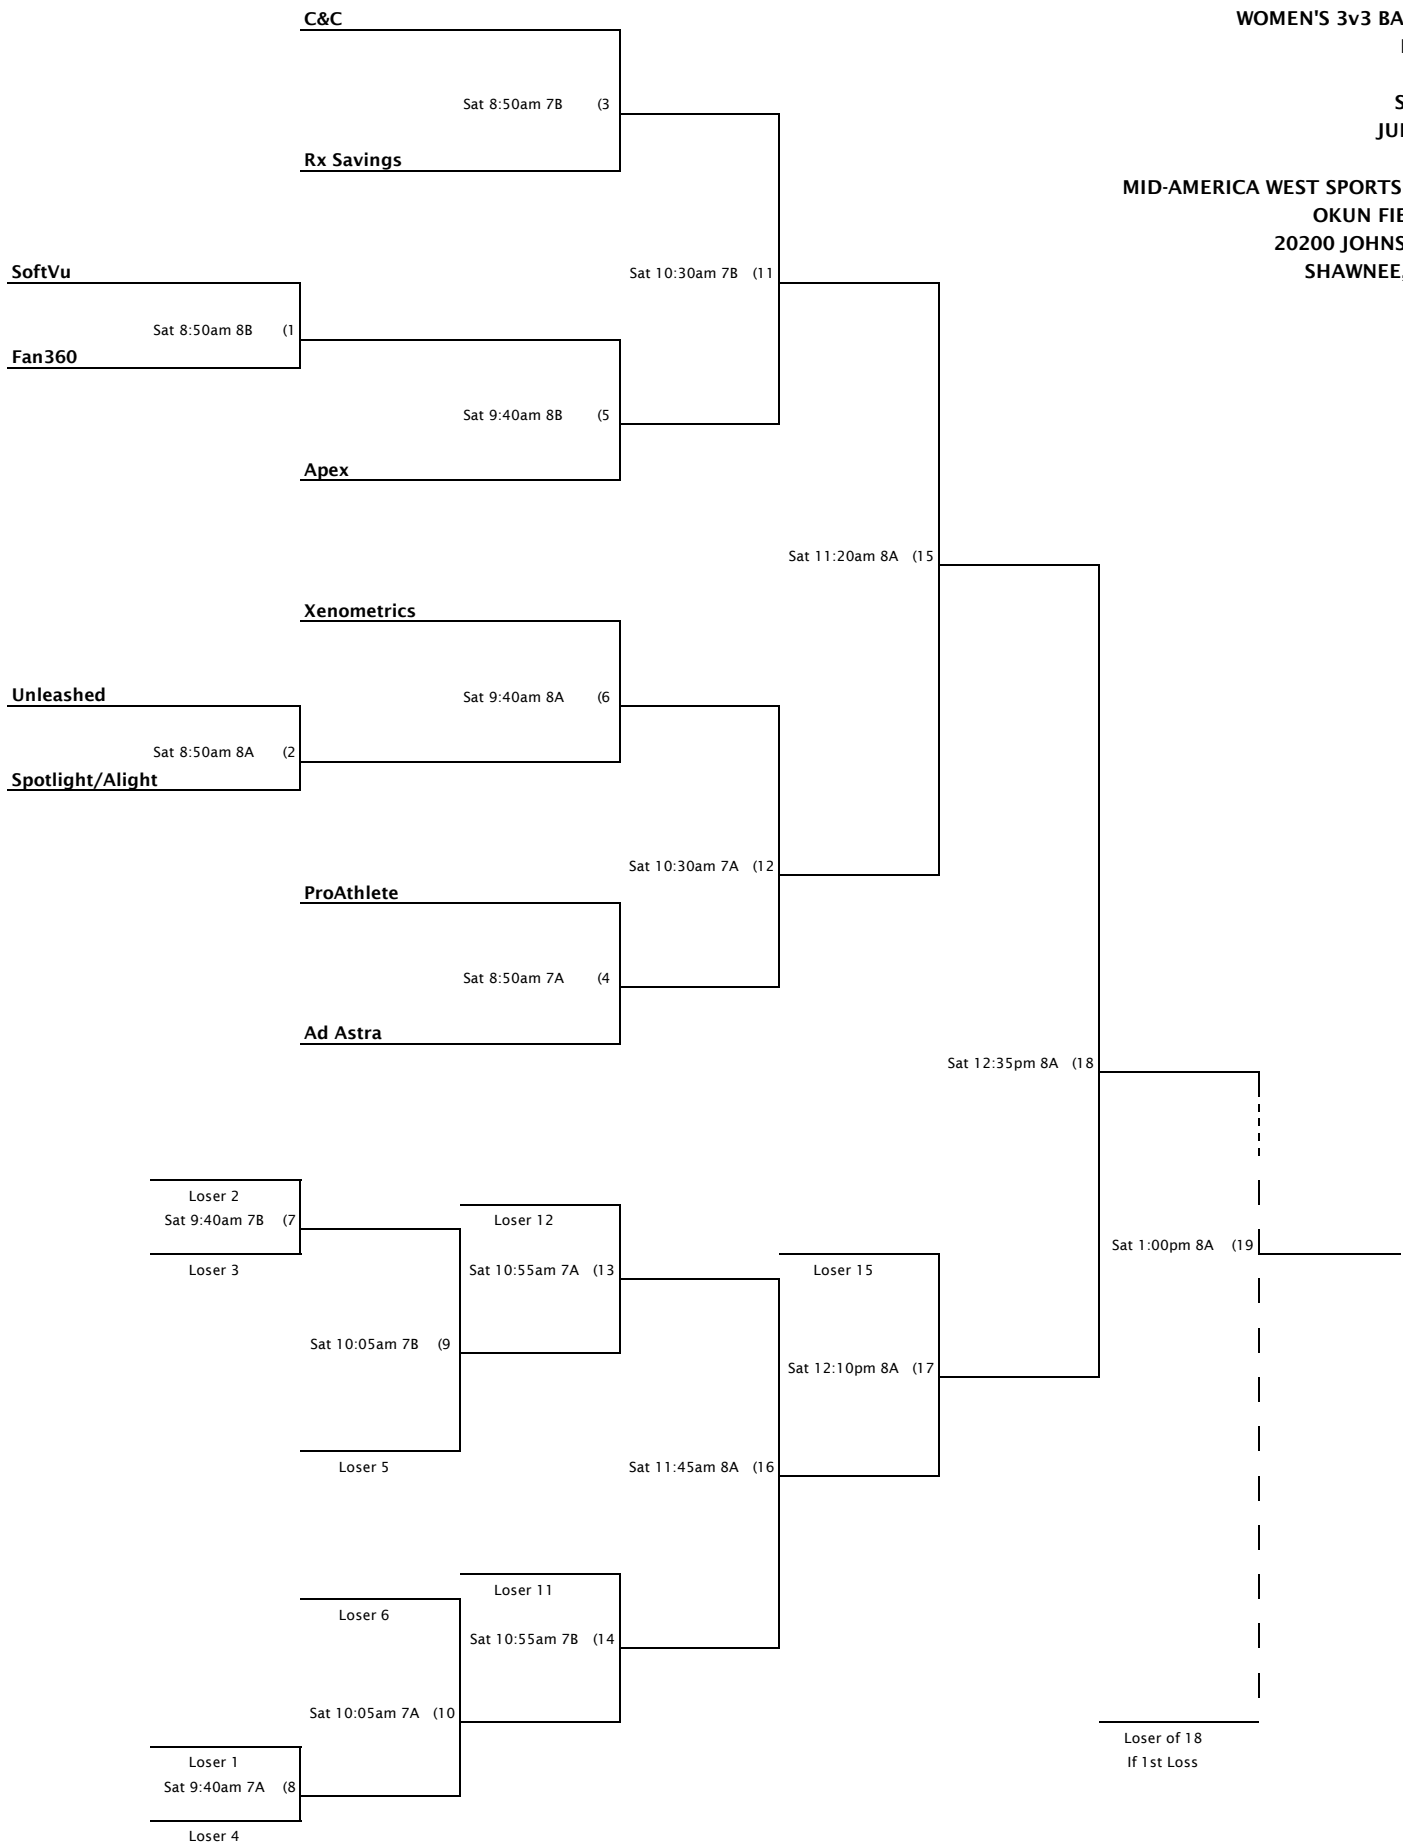 C&C
WOMEN'S 3v3 BA
Sat 8:50am 7B (3
JU
Rx Savings
MID-AMERICA WEST SPORTS
OKUN FIE
20200 JOHNS
SoftVu
Sat 10:30am 7B (11
SHAWNEE,
Sat 8:50am 8B (1
Fan360
Sat 9:40am 8B (5
Apex
Sat 11:20am 8A (15
Xenometrics
Unleashed
Sat 9:40am 8A (6
Sat 8:50am 8A (2
Spotlight/Alight
Sat 10:30am 7A (12
ProAthlete
Sat 8:50am 7A (4
Ad Astra
Sat 12:35pm 8A (18
Loser 2
Sat 9:40am 7B (7
Loser 12
Sat 1:00pm 8A (19
Loser 3
Sat 10:55am 7A (13
Loser 15
Sat 10:05am 7B (9
Sat 12:10pm 8A (17
Loser 5
Sat 11:45am 8A (16
Loser 11
Loser 6
Sat 10:55am 7B (14
Sat 10:05am 7A (10
Loser of 18
If 1st Loss
Loser 1
Sat 9:40am 7A (8
Loser 4